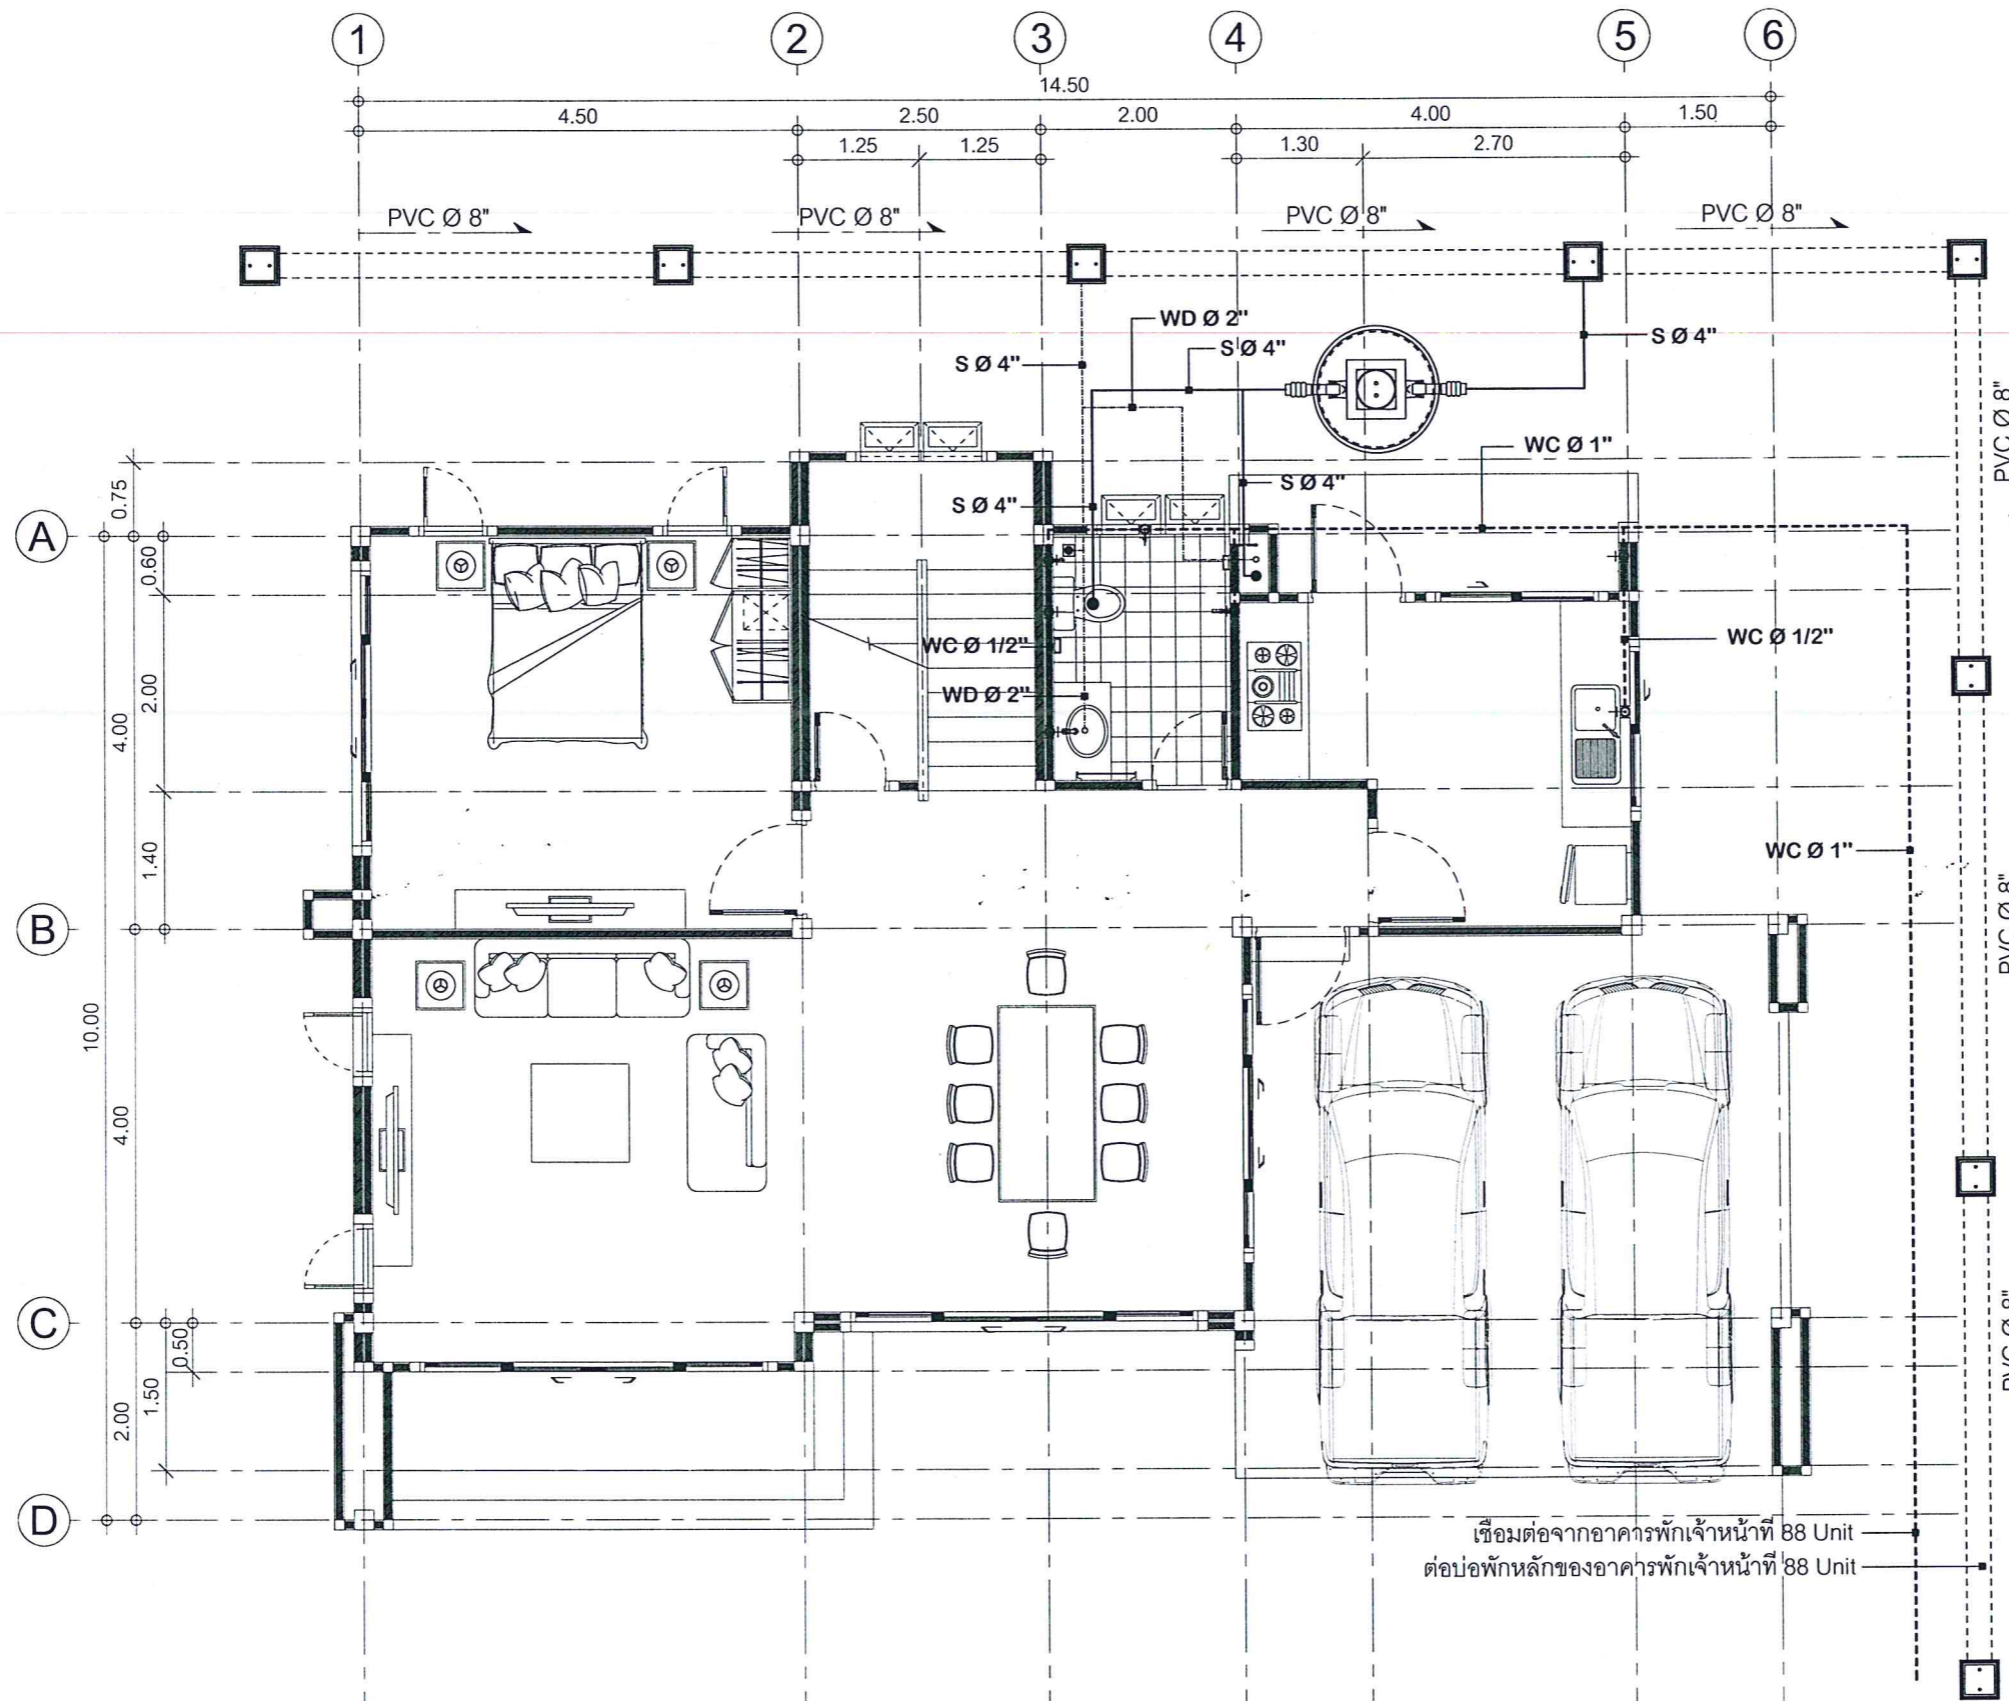 1 2 3 4 5 6
14.50
4.50 2.50 2.00 4.00 1.50
1.25 1.25 1.30 2.70
PVC Ø 8" PVC Ø 8" PVC Ø 8" PVC Ø 8"
WD Ø 2"
S Ø 4"
S Ø 4"
S Ø 4"
PVC Ø 8"
WC Ø 1"
S Ø 4"
S Ø 4"
0.75
A
0.60
WC Ø 1/2"
WC Ø 1/2"
2.00
WD Ø 2"
4.00
1.40
WC Ø 1"
B
PVC Ø 8"
10.00
4.00
C
0.50
PVC Ø 8"
1.50
2.00
D
เชื่อมต่อจากอาคารพักเจ้าหน้าที่ 88 Unit
ต่อบ่อพักหลักของอาคารพักเจ้าหน้าที่ 88 Unit